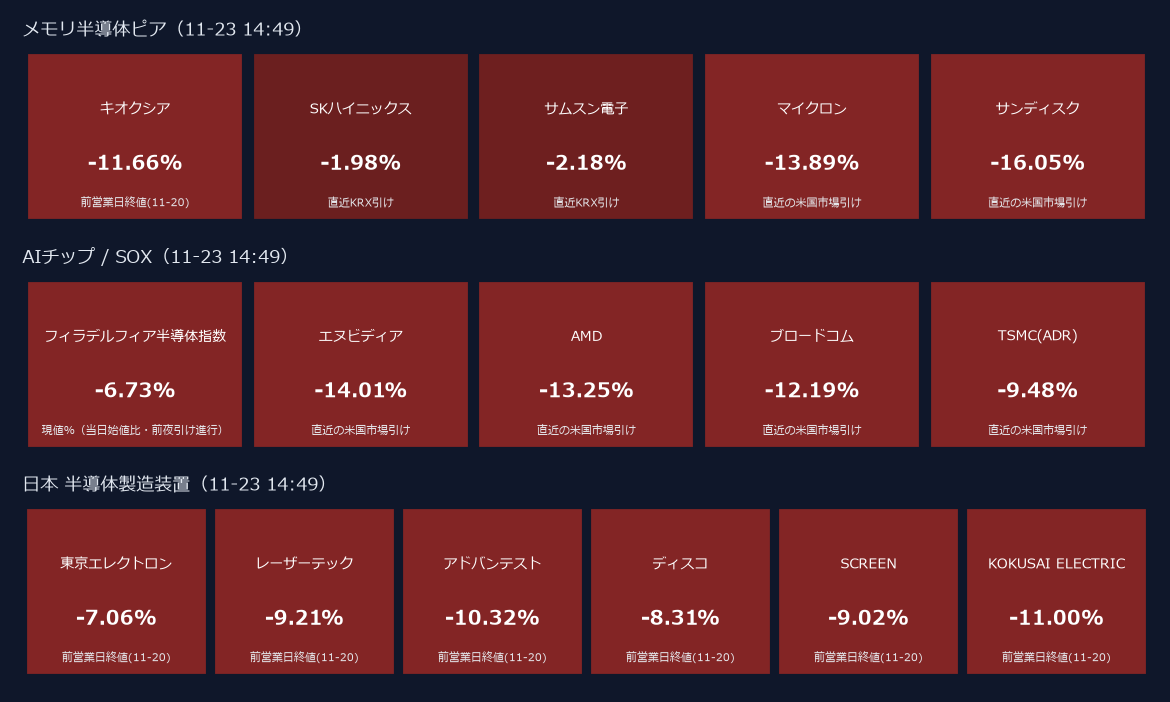 メモリ半導体ピア（11-23 14:49）
キオクシア
-11.66%
前営業日終値(11-20)
SKハイニックス
-1.98%
直近KRX引け
サムスン電子
-2.18%
直近KRX引け
マイクロン
-13.89%
直近の米国市場引け
サンディスク
-16.05%
直近の米国市場引け
AIチップ / SOX（11-23 14:49）
フィラデルフィア半導体指数
-6.73%
現値%（当日始値比・前夜引け進行）
エヌビディア
-14.01%
直近の米国市場引け
AMD
-13.25%
直近の米国市場引け
ブロードコム
-12.19%
直近の米国市場引け
TSMC(ADR)
-9.48%
直近の米国市場引け
日本 半導体製造装置（11-23 14:49）
東京エレクトロン
-7.06%
前営業日終値(11-20)
レーザーテック
-9.21%
前営業日終値(11-20)
アドバンテスト
-10.32%
前営業日終値(11-20)
ディスコ
-8.31%
前営業日終値(11-20)
SCREEN
-9.02%
前営業日終値(11-20)
KOKUSAI ELECTRIC
-11.00%
前営業日終値(11-20)